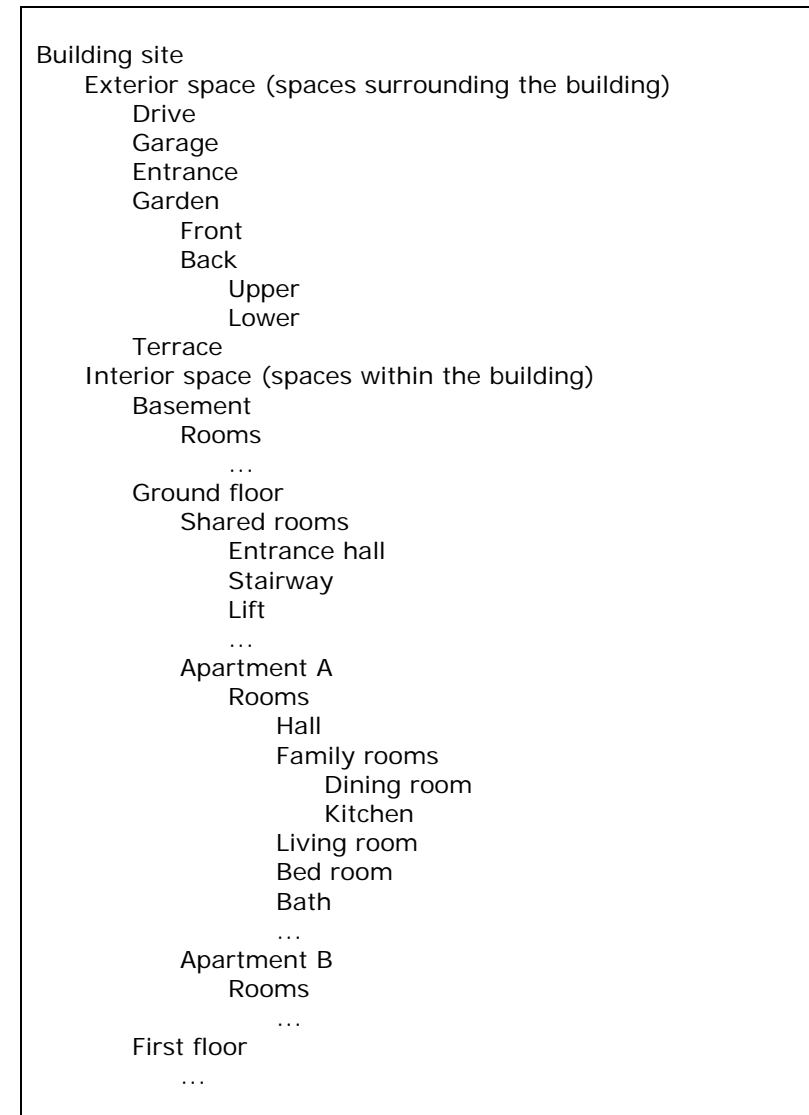 Building site
Exterior space (spaces surrounding the building)
Drive
Garage
Entrance
Garden
Front
Back
Upper
Lower
Terrace
Interior space (spaces within the building)
Basement
Rooms
...
Ground floor
Shared rooms
Entrance hall
Stairway
Lift
...
Apartment A
Rooms
Hall
Family rooms
Dining room
Kitchen
Living room
Bed room
Bath
...
Apartment B
Rooms
...
First floor
...